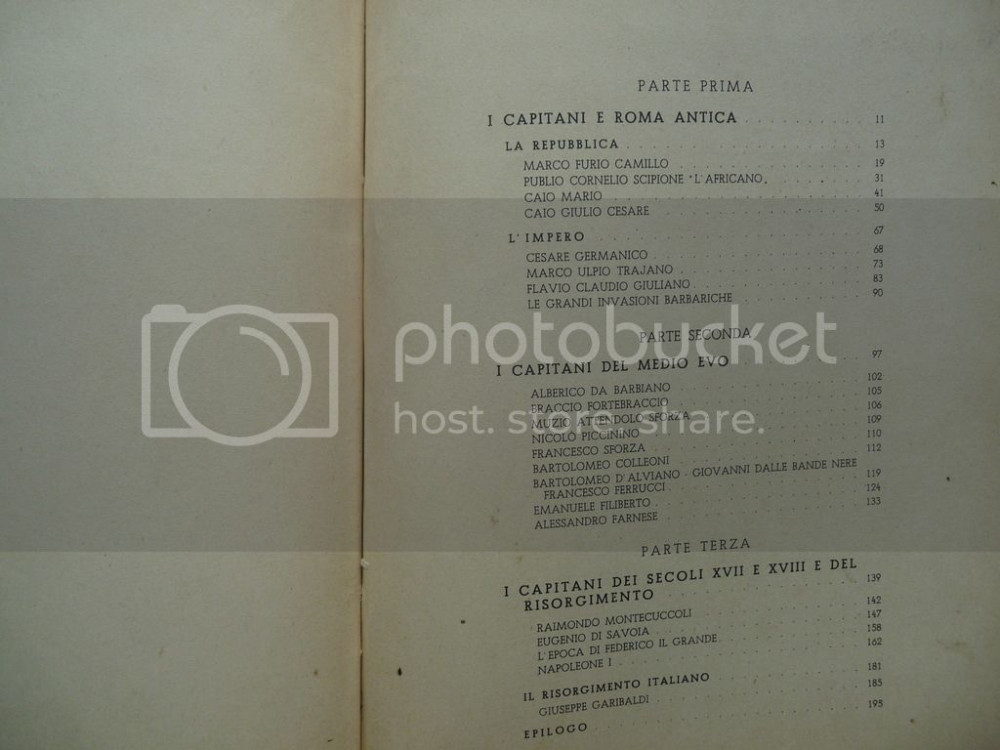 PARTE PRIMA
I CAPITANI E ROMA ANTICA . . . . . . . . . . 11
LA REPUBBLICA . . . . . . . . . . 13
MARCO FURIO CAMILLO . . . . . . . . . . 19
PUBLIO CORNELIO SCIPIONE "L'AFRICANO„ . . . . . . . 31
CAIO MARIO . . . . . . . . . . 41
CAIO GIULIO CESARE . . . . . . . . . . 50
L'IMPERO . . . . . . . . . . 67
CESARE GERMANICO . . . . . . . . . . 68
MARCO ULPIO TRAJANO . . . . . . . . . . 73
FLAVIO CLAUDIO GIULIANO . . . . . . . . . . 83
LE GRANDI INVASIONI BARBARICHE . . . . . . . . 90
photobucket
host. store. share.
PARTE SECONDA
I CAPITANI DEL MEDIO EVO . . . . . . . . . . 97
ALBERICO DA BARBIANO . . . . . . . . . . 102
BRACCIO FORTEBRACCIO . . . . . . . . . . 105
MUZIO ATTENDOLO SFORZA . . . . . . . . . . 106
NICOLÒ PICCININO . . . . . . . . . . 109
FRANCESCO SFORZA . . . . . . . . . . 110
BARTOLOMEO COLLEONI . . . . . . . . . . 112
BARTOLOMEO D'ALVIANO - GIOVANNI DALLE BANDE NERE
FRANCESCO FERRUCCI . . . . . . . . . . 119
EMANUELE FILIBERTO . . . . . . . . . . 124
ALESSANDRO FARNESE . . . . . . . . . . 133
PARTE TERZA
I CAPITANI DEI SECOLI XVII E XVIII E DEL
RISORGIMENTO . . . . . . . . . . 139
RAIMONDO MONTECUCCOLI . . . . . . . . . . 142
EUGENIO DI SAVOIA . . . . . . . . . . 147
L'EPOCA DI FEDERICO IL GRANDE . . . . . . . . . . 158
NAPOLEONE I . . . . . . . . . . 162
IL RISORGIMENTO ITALIANO . . . . . . . . . . 181
GIUSEPPE GARIBALDI . . . . . . . . . . 185
EPILOGO . . . . . . . . . . 195